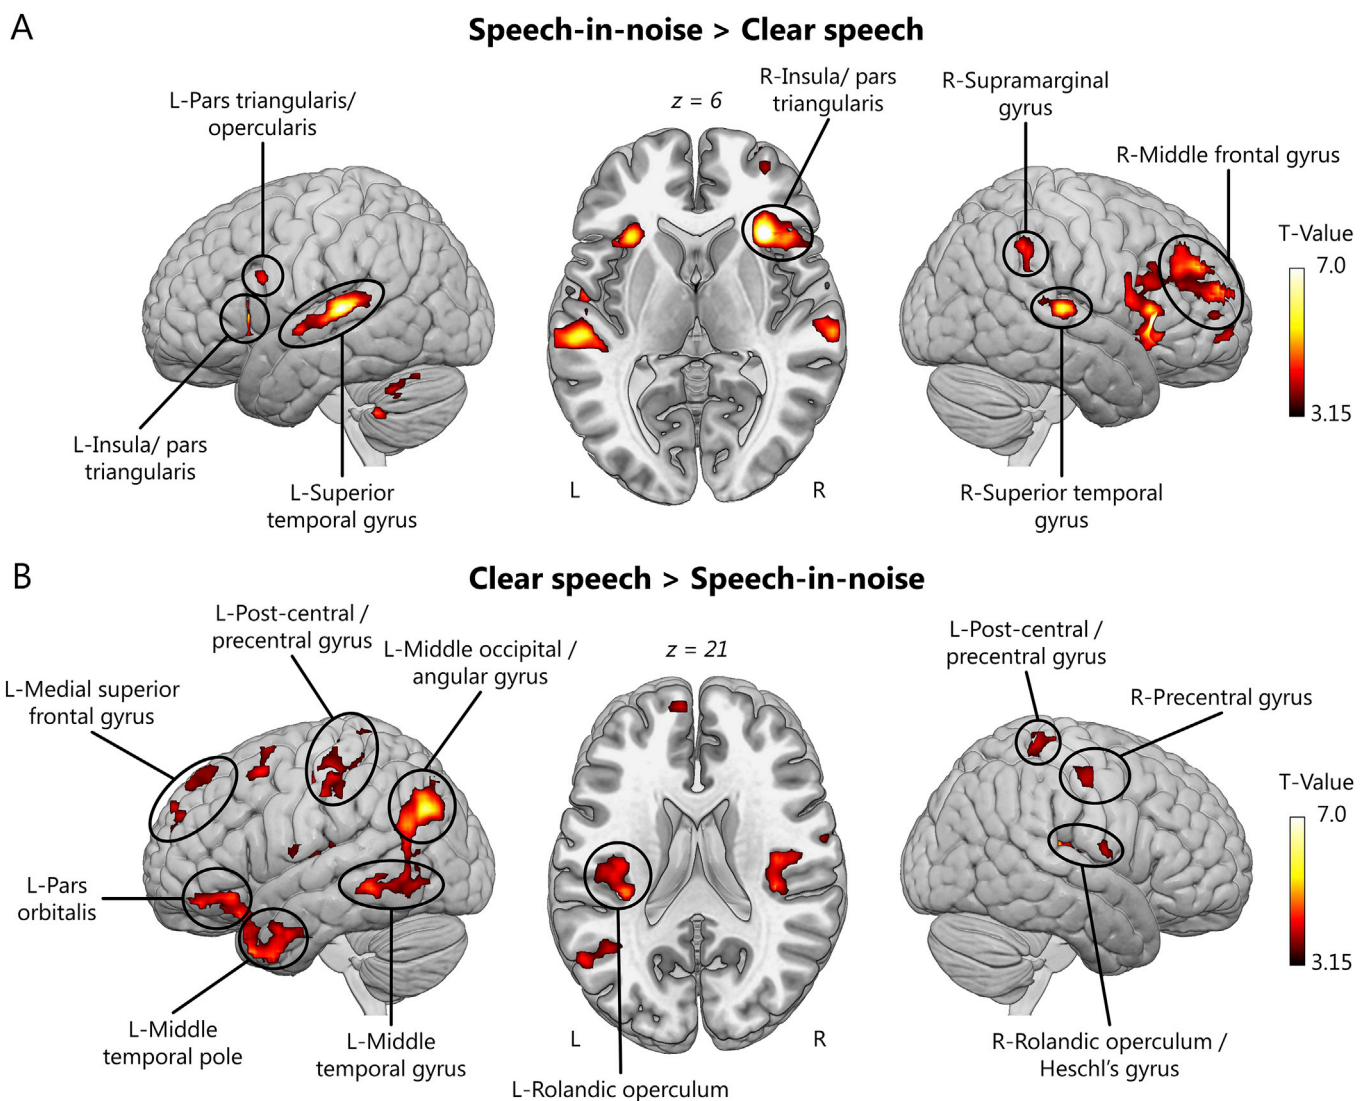 A
Speech-in-noise > Clear speech
L-Pars triangularis/
opercularis
z = 6
R-Insula/ pars
triangularis
R-Supramarginal
gyrus
R-Middle frontal gyrus
T-Value
7.0
3.15
L-Insula/ pars
triangularis
L-Superior
temporal gyrus
L
R
R-Superior temporal
gyrus
B
Clear speech > Speech-in-noise
L-Post-central /
precentral gyrus
L-Middle occipital /
angular gyrus
L-Medial superior
frontal gyrus
z = 21
L-Post-central /
precentral gyrus
R-Precentral gyrus
T-Value
7.0
3.15
L-Pars
orbitalis
L-Middle
temporal pole
L-Middle
temporal gyrus
L
R
L-Rolandic operculum
R-Rolandic operculum /
Heschl's gyrus